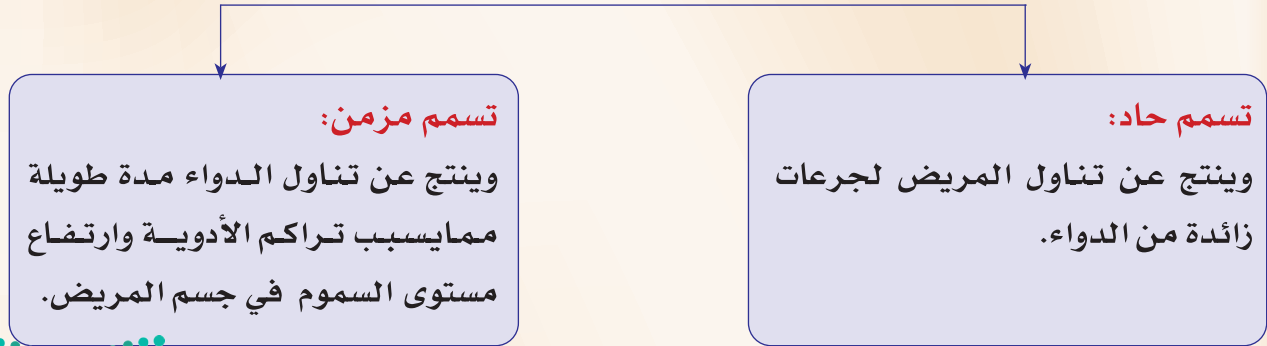 تسمم حاد:
وينتج عن تناول المريض لجرعات
زائدة من الدواء.
تسمم مزمن:
وينتج عن تناول الدواء مدة طويلة
ممايسبب تراكم الأدوية وارتفاع
مستوى السموم في جسم المريض.